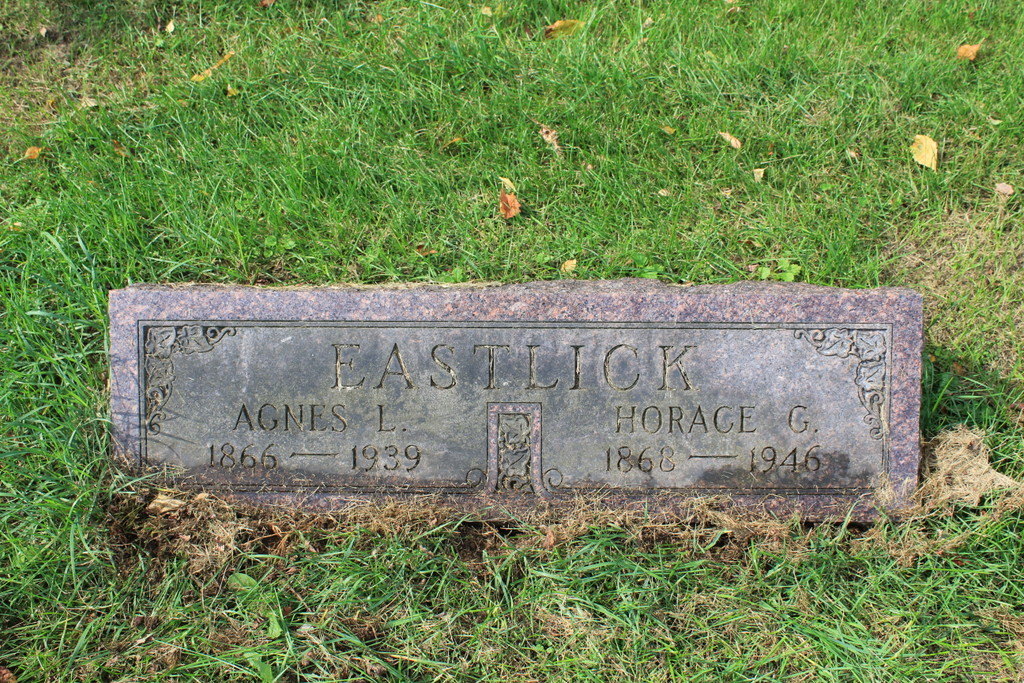 EASTLICK
AGNES L. HORACE G.
1866 — 1939 1868 — 1946